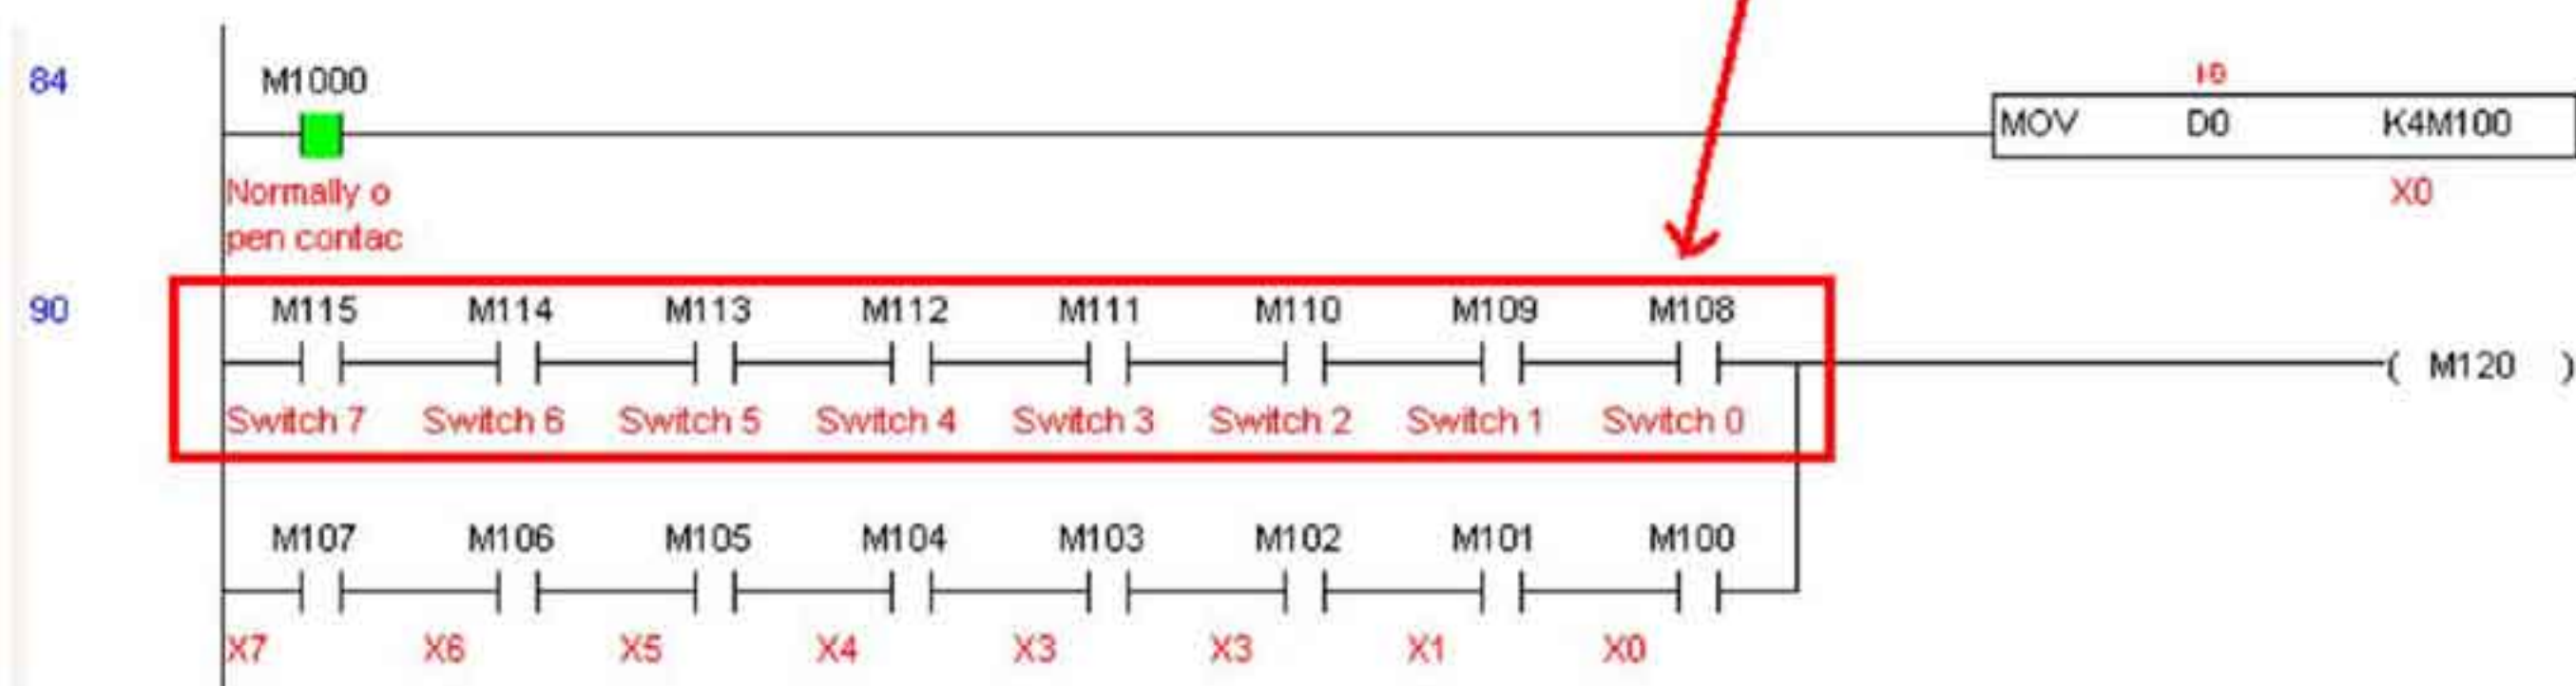 84
M1000
MOV D0 K4M100
Normally o
pen contac
X0
90
M115 M114 M113 M112 M111 M110 M109 M108
( M120 )
Switch 7 Switch 6 Switch 5 Switch 4 Switch 3 Switch 2 Switch 1 Switch 0
M107 M106 M105 M104 M103 M102 M101 M100
X7 X6 X5 X4 X3 X3 X1 X0